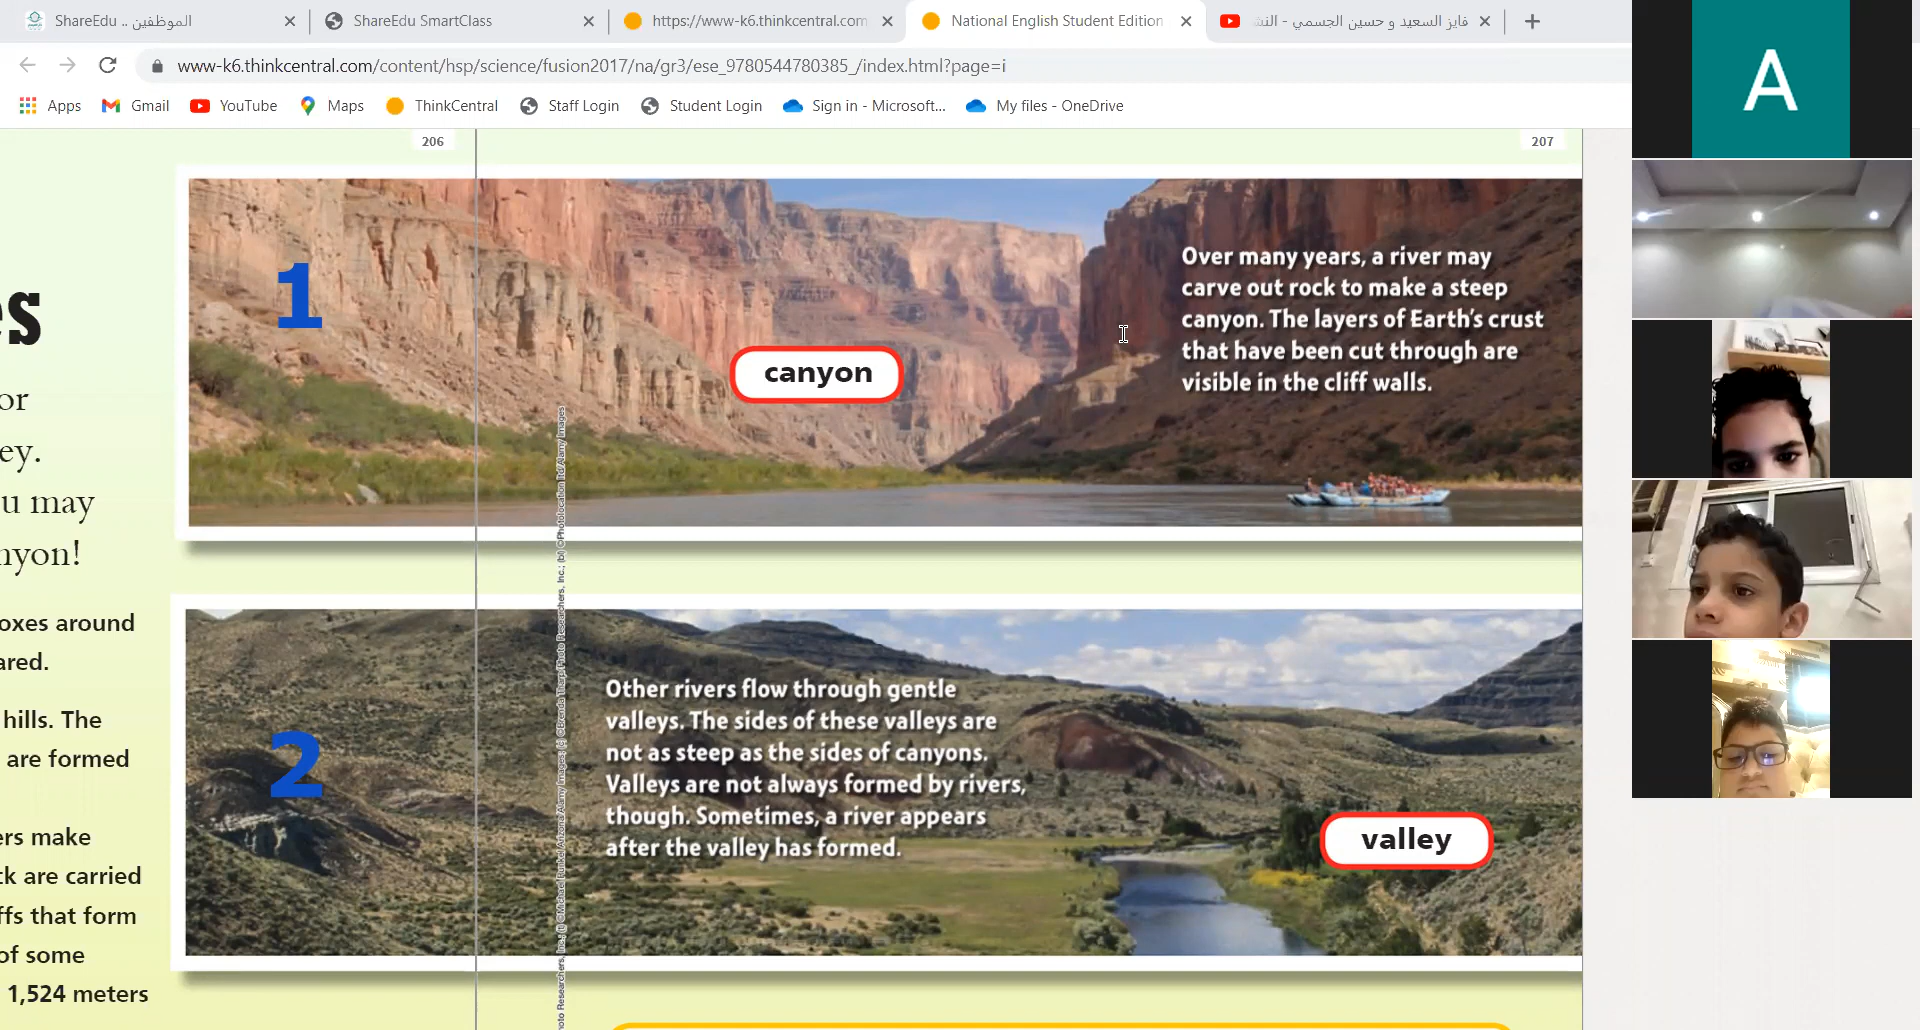 ShareEdu .. الموظفين
ShareEdu SmartClass
https://www-k6.thinkcentral.com
National English Student Edition
فايز السعيد و حسين الجسمي - النش
www-k6.thinkcentral.com/content/hsp/science/fusion2017/na/gr3/ese_9780544780385_/index.html?page=i
Apps
Gmail
YouTube
Maps
ThinkCentral
Staff Login
Student Login
Sign in - Microsoft...
My files - OneDrive
A
206
207
es
or
ey.
u may
nyon!
oxes around
ared.
hills. The
are formed
ers make
ck are carried
ffs that form
of some
1,524 meters
1
canyon
Over many years, a river may
carve out rock to make a steep
canyon. The layers of Earth's crust
that have been cut through are
visible in the cliff walls.
2
Other rivers flow through gentle
valleys. The sides of these valleys are
not as steep as the sides of canyons.
Valleys are not always formed by rivers,
though. Sometimes, a river appears
after the valley has formed.
valley